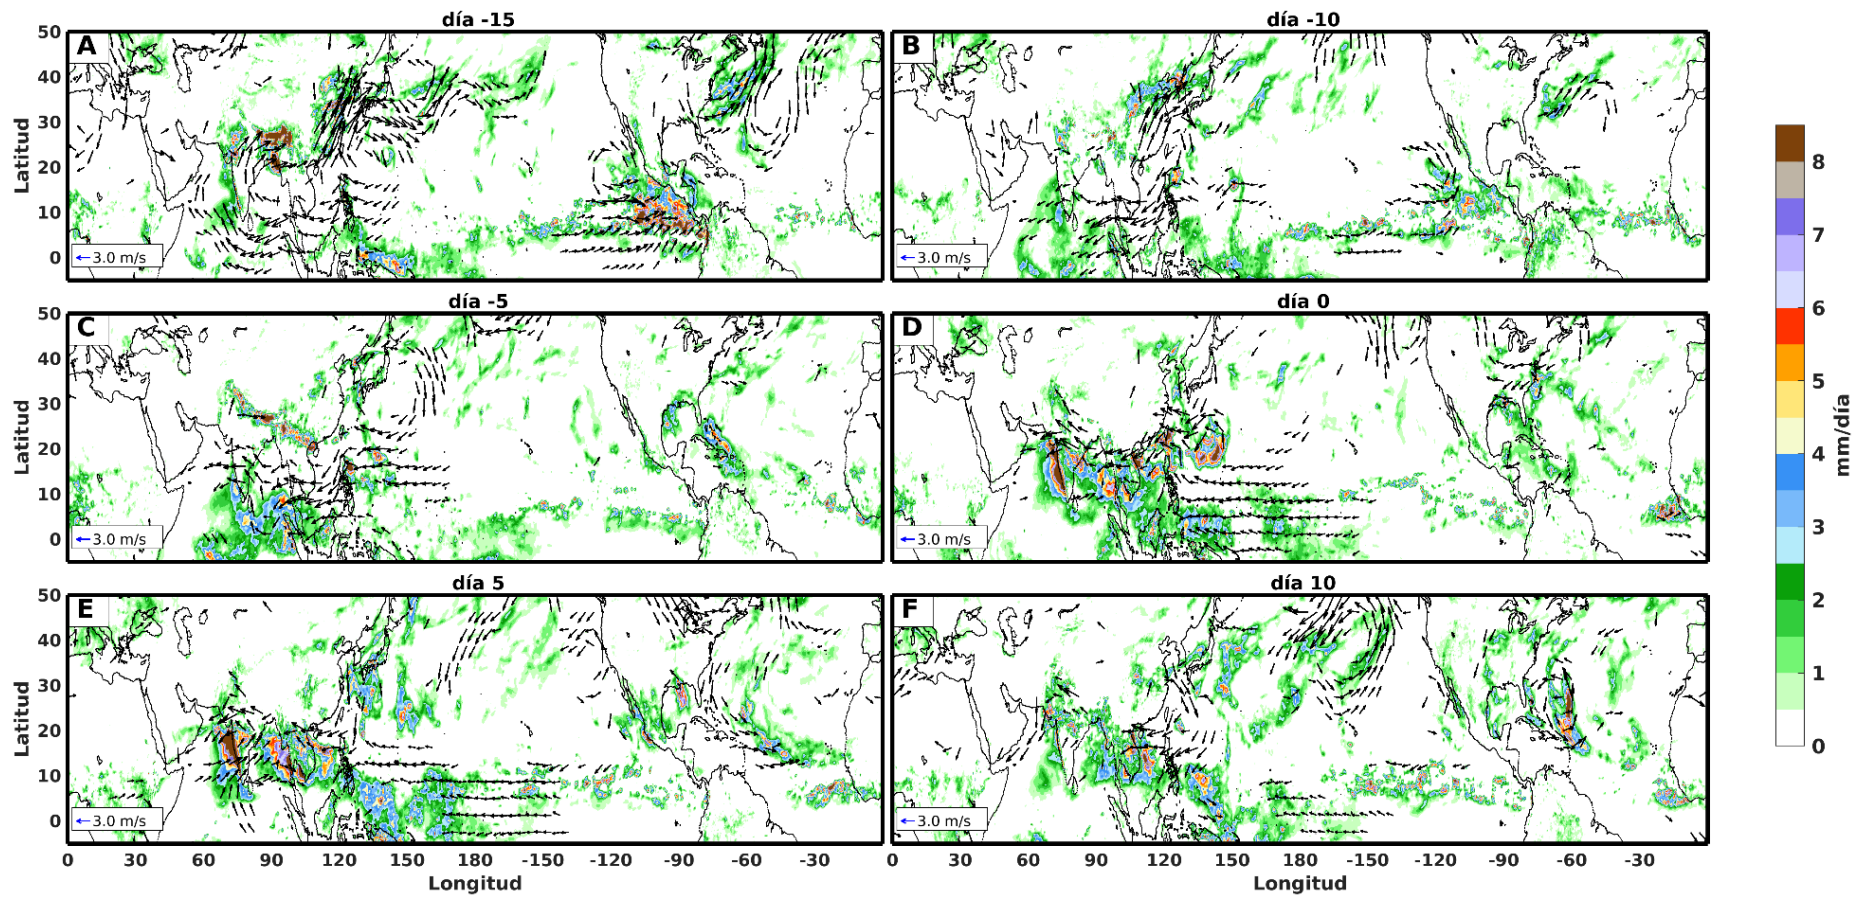 día -15
día -10
A
B
50
40
30
20
10
0
Latitud
3.0 m/s
3.0 m/s
día -5
día 0
C
D
50
40
30
20
10
0
Latitud
3.0 m/s
3.0 m/s
día 5
día 10
E
F
50
40
30
20
10
0
Latitud
3.0 m/s
3.0 m/s
0 30 60 90 120 150 180 -150 -120 -90 -60 -30
0 30 60 90 120 150 180 -150 -120 -90 -60 -30
Longitud
Longitud
8
7
6
5
4
3
2
1
0
mm/día